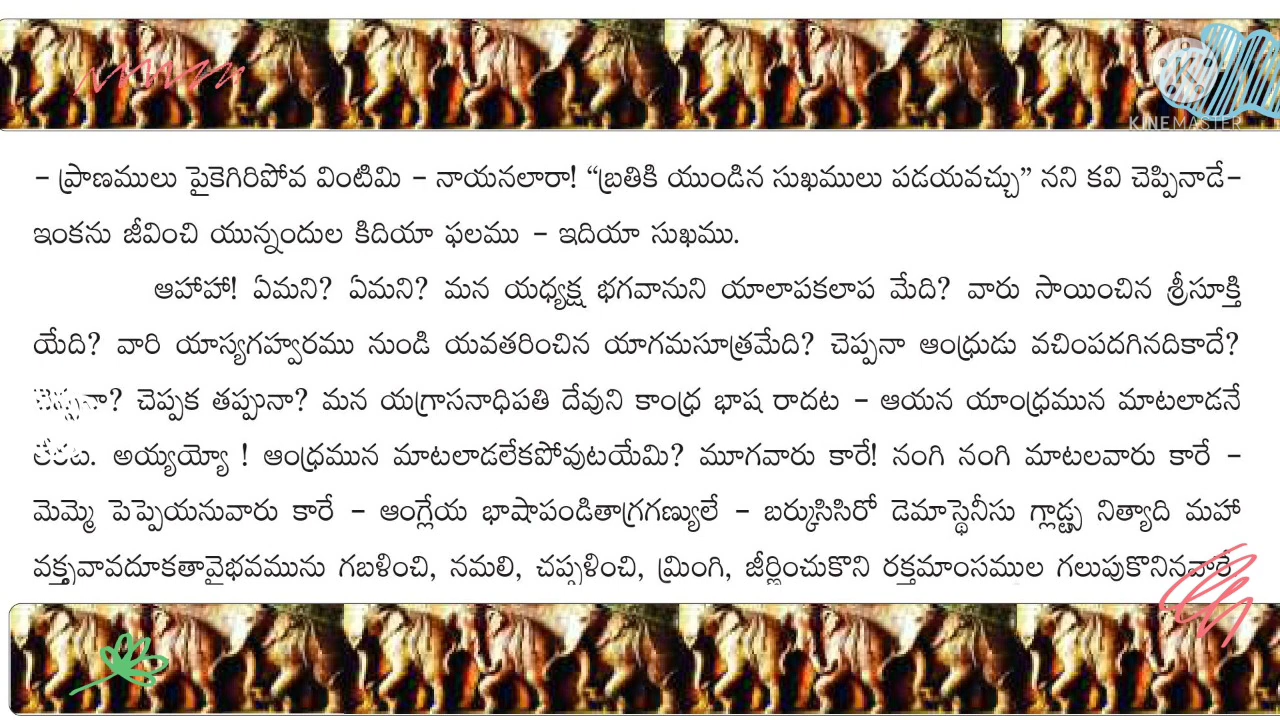 KINEMASTER
– ప్రాణములు పైకెగిరిపోవ వింటిమి – నాయనలారా! “బ్రతికి యుండిన సుఖములు పడయవచ్చు” నని కవి చెప్పినాడే–
ఇంకను జీవించి యున్నందుల కిదియా ఫలము – ఇదియా సుఖము.
ఆహాహా! ఏమని? ఏమని? మన యధ్యక్ష భగవానుని యాలాపకలాప మేది? వారు సాయించిన శ్రీసూక్తి
యేది? వారి యాస్యగహ్వరము నుండి యవతరించిన యాగమసూత్రమేది? చెప్పనా ఆంధ్రుడు వచింపదగినదికాదే?
చెప్పనా? చెప్పక తప్పునా? మన యగ్రాసనాధిపతి దేవుని కాంధ్ర భాష రాదట – ఆయన యాంధ్రమున మాటలాడనే
లేరట. అయ్యయ్యో ! ఆంధ్రమున మాటలాడలేకపోవుటయేమి? మూగవారు కారే! నంగి నంగి మాటలవారు కారే –
మెమ్మె పెప్పెయనువారు కారే – ఆంగ్లేయ భాషాపండితాగ్రగణ్యులే – బర్కుసిసిరో డెమాస్థెనీసు గ్లాడ్‌స్ట నిత్యాది మహా
వక్తృవావదూకతావైభవమును గబళించి, నమలి, చప్పళించి, మ్రింగి, జీర్ణించుకొని రక్తమాంసముల గలుపుకొనినవారే